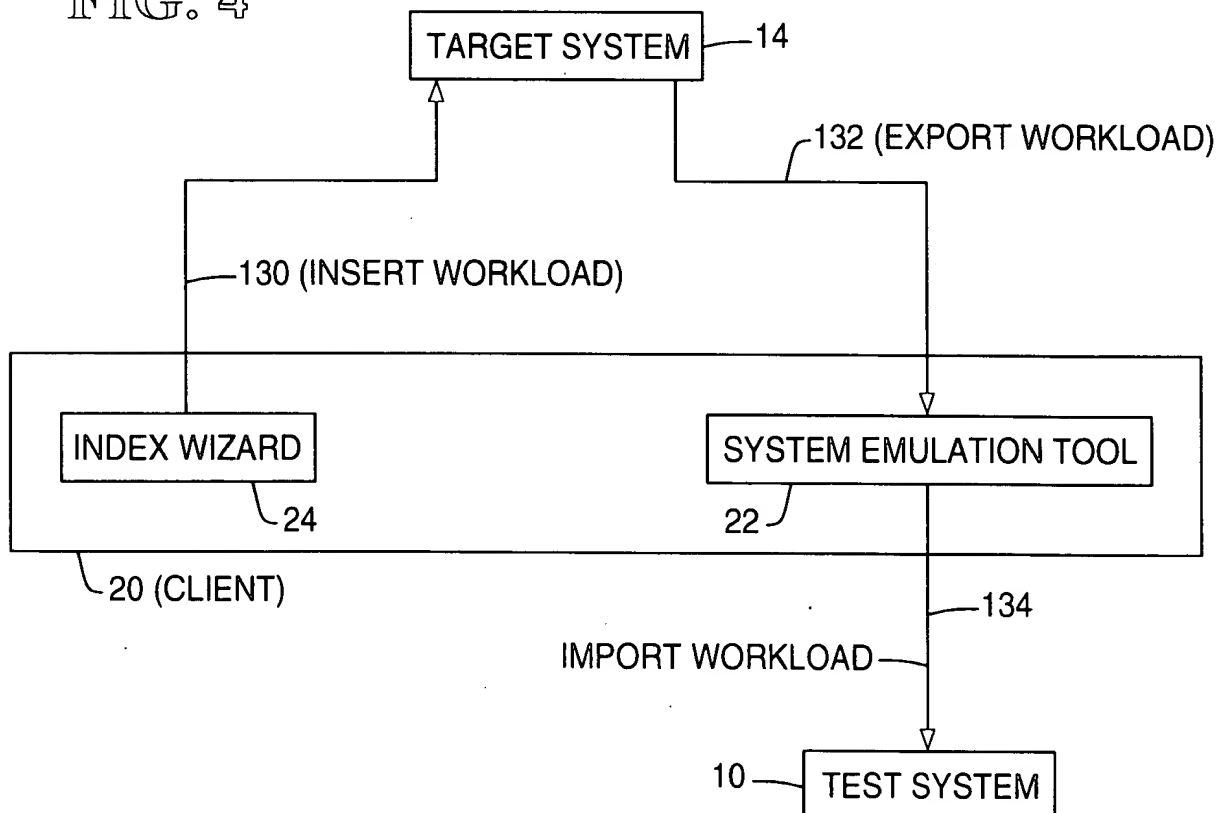 FIG. 4
TARGET SYSTEM
14
132 (EXPORT WORKLOAD)
130 (INSERT WORKLOAD)
INDEX WIZARD
SYSTEM EMULATION TOOL
24
22
20 (CLIENT)
134
IMPORT WORKLOAD
10
TEST SYSTEM